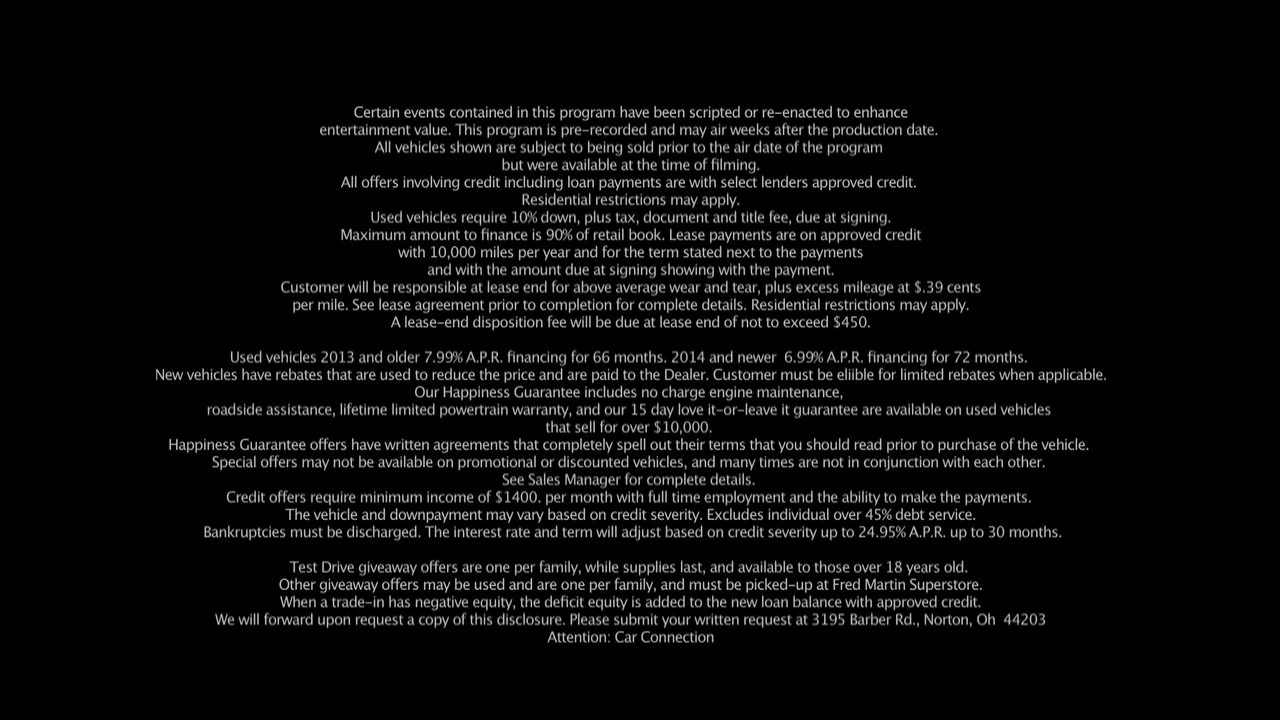 Certain events contained in this program have been scripted or re-enacted to enhance
entertainment value. This program is pre-recorded and may air weeks after the production date.
All vehicles shown are subject to being sold prior to the air date of the program
but were available at the time of filming.
All offers involving credit including loan payments are with select lenders approved credit.
Residential restrictions may apply.
Used vehicles require 10% down, plus tax, document and title fee, due at signing.
Maximum amount to finance is 90% of retail book. Lease payments are on approved credit
with 10,000 miles per year and for the term stated next to the payments
and with the amount due at signing showing with the payment.
Customer will be responsible at lease end for above average wear and tear, plus excess mileage at $.39 cents
per mile. See lease agreement prior to completion for complete details. Residential restrictions may apply.
A lease-end disposition fee will be due at lease end of not to exceed $450.
Used vehicles 2013 and older 7.99% A.P.R. financing for 66 months. 2014 and newer  6.99% A.P.R. financing for 72 months.
New vehicles have rebates that are used to reduce the price and are paid to the Dealer. Customer must be eliible for limited rebates when applicable.
Our Happiness Guarantee includes no charge engine maintenance,
roadside assistance, lifetime limited powertrain warranty, and our 15 day love it-or-leave it guarantee are available on used vehicles
that sell for over $10,000.
Happiness Guarantee offers have written agreements that completely spell out their terms that you should read prior to purchase of the vehicle.
Special offers may not be available on promotional or discounted vehicles, and many times are not in conjunction with each other.
See Sales Manager for complete details.
Credit offers require minimum income of $1400. per month with full time employment and the ability to make the payments.
The vehicle and downpayment may vary based on credit severity. Excludes individual over 45% debt service.
Bankruptcies must be discharged. The interest rate and term will adjust based on credit severity up to 24.95% A.P.R. up to 30 months.
Test Drive giveaway offers are one per family, while supplies last, and available to those over 18 years old.
Other giveaway offers may be used and are one per family, and must be picked-up at Fred Martin Superstore.
When a trade-in has negative equity, the deficit equity is added to the new loan balance with approved credit.
We will forward upon request a copy of this disclosure. Please submit your written request at 3195 Barber Rd., Norton, Oh  44203
Attention: Car Connection